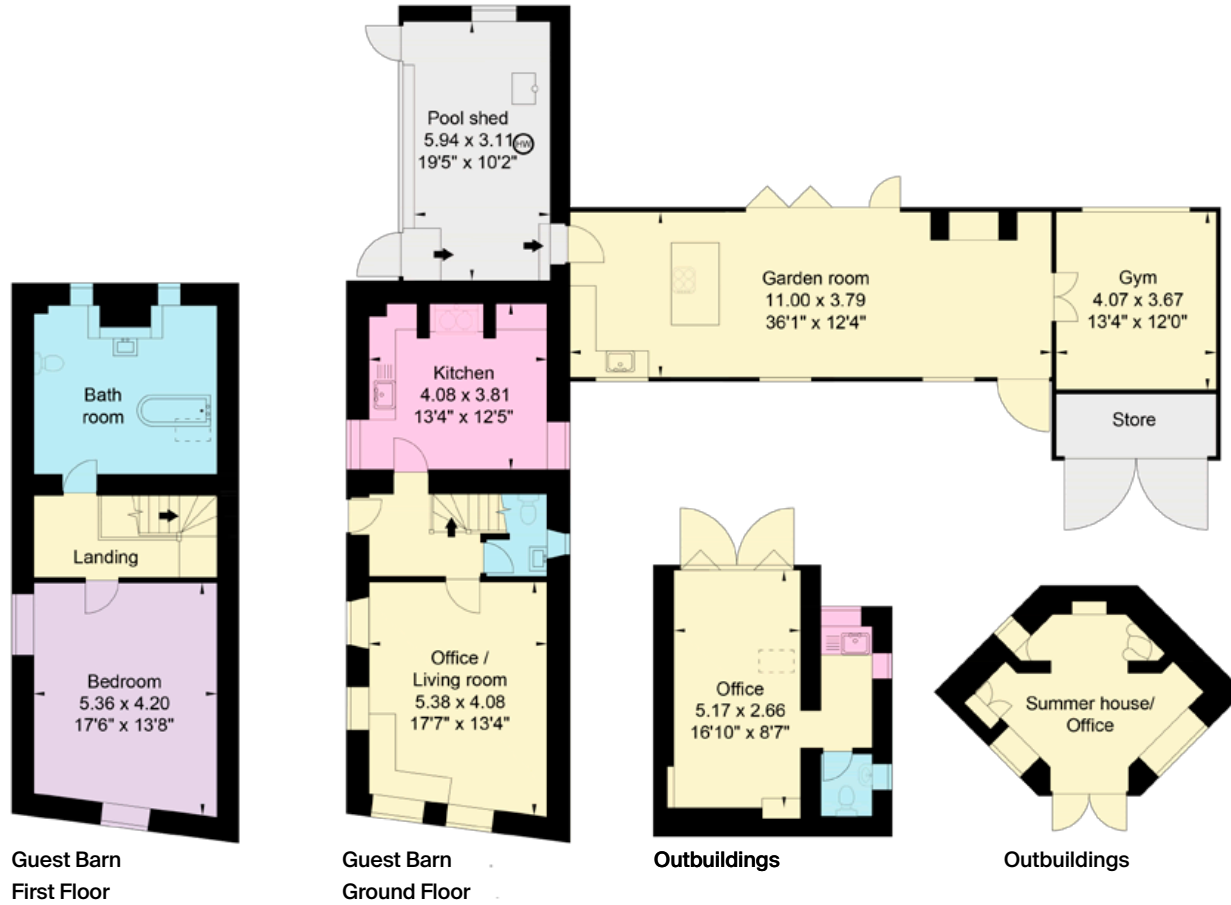 Pool shed
5.94 x 3.11
19'5" x 10'2"
HW
Garden room
11.00 x 3.79
36'1" x 12'4"
Gym
4.07 x 3.67
13'4" x 12'0"
Store
Bath
room
Landing
Bedroom
5.36 x 4.20
17'6" x 13'8"
Kitchen
4.08 x 3.81
13'4" x 12'5"
Office /
Living room
5.38 x 4.08
17'7" x 13'4"
Office
5.17 x 2.66
16'10" x 8'7"
Summer house/
Office
Guest Barn
First Floor
Guest Barn
Ground Floor
Outbuildings
Outbuildings